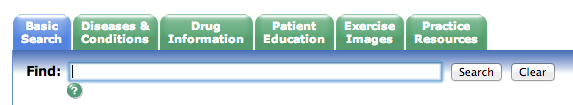 Basic Search
Diseases & Conditions
Drug Information
Patient Education
Exercise Images
Practice Resources
Find:
Search
Clear
?